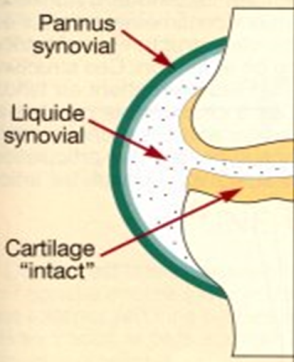 Pannus
synovial
Liquide
synovial
Cartilage
“intact”